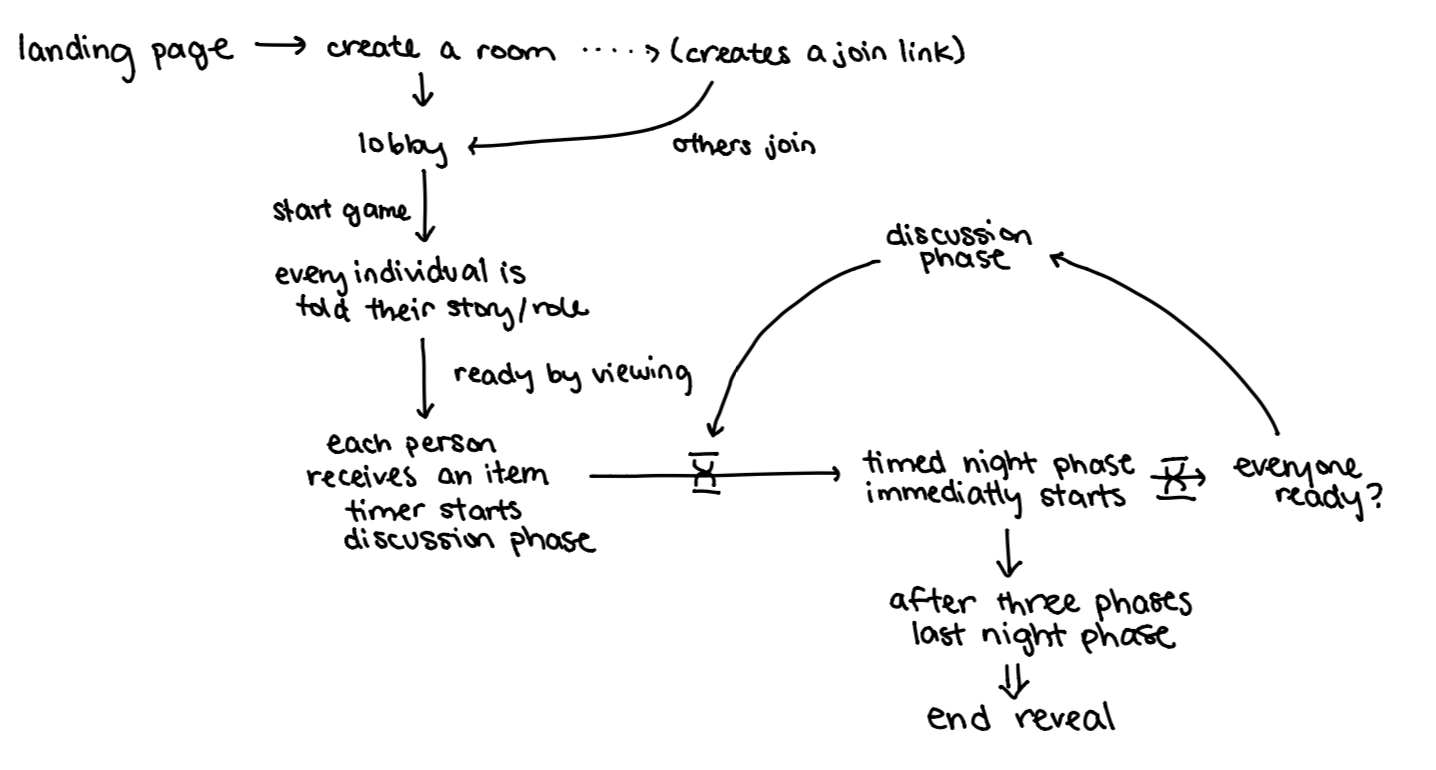 landing page → create a room ····> (creates a join link)
lobby
others join
start game
every individual is
told their story/role
ready by viewing
each person
receives an item
timer starts
discussion phase
discussion
phase
timed night phase
immediatly starts
everyone
ready?
after three phases
last night phase
end reveal